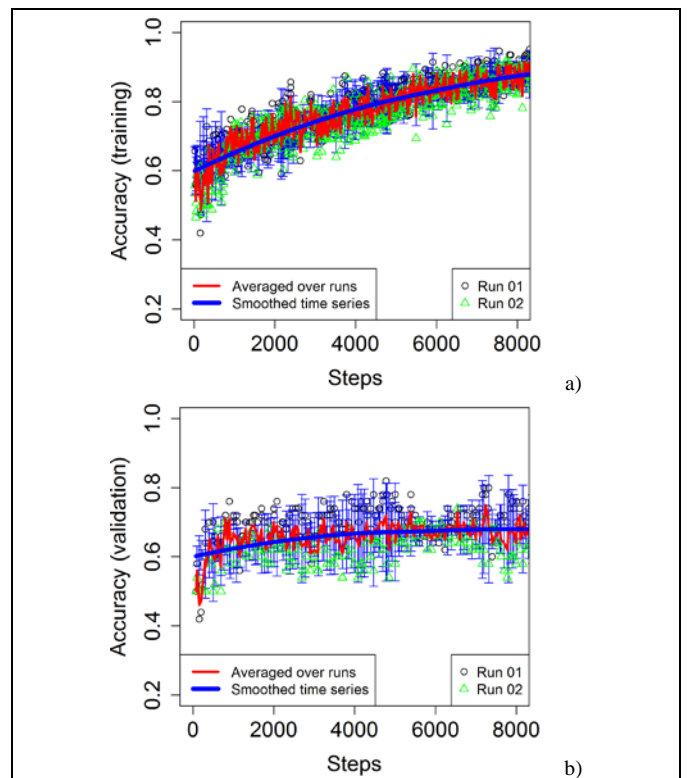 1.0
0.8
0.6
0.4
0.2
Accuracy (training)
Averaged over runs
Smoothed time series
Run 01
Run 02
0 2000 4000 6000 8000
Steps
a)
1.0
0.8
0.6
0.4
0.2
Accuracy (validation)
Averaged over runs
Smoothed time series
Run 01
Run 02
0 2000 4000 6000 8000
Steps
b)